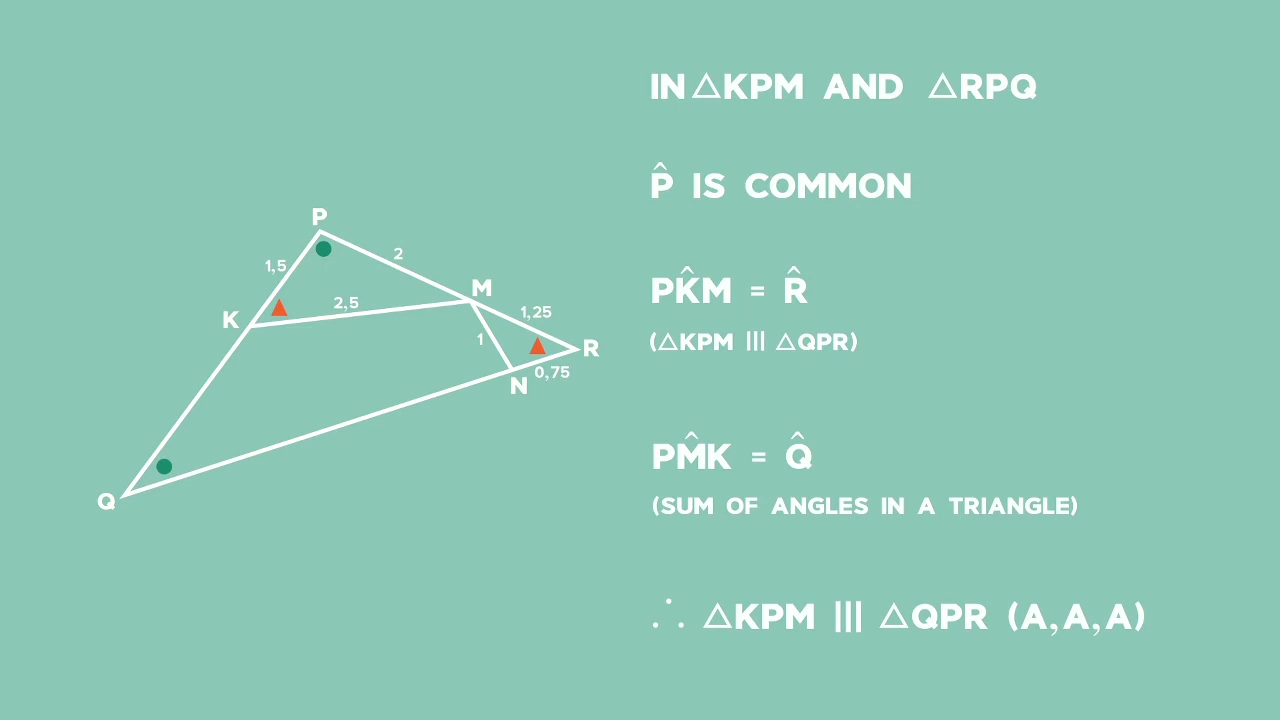 IN △KPM AND △RPQ
P̂ IS COMMON
PK̂M = R̂
(△KPM ||| △QPR)
PM̂K = Q̂
(SUM OF ANGLES IN A TRIANGLE)
∴ △KPM ||| △QPR (A,A,A)
P
1,5
2
K
2,5
M
1,25
1
R
0,75
N
Q